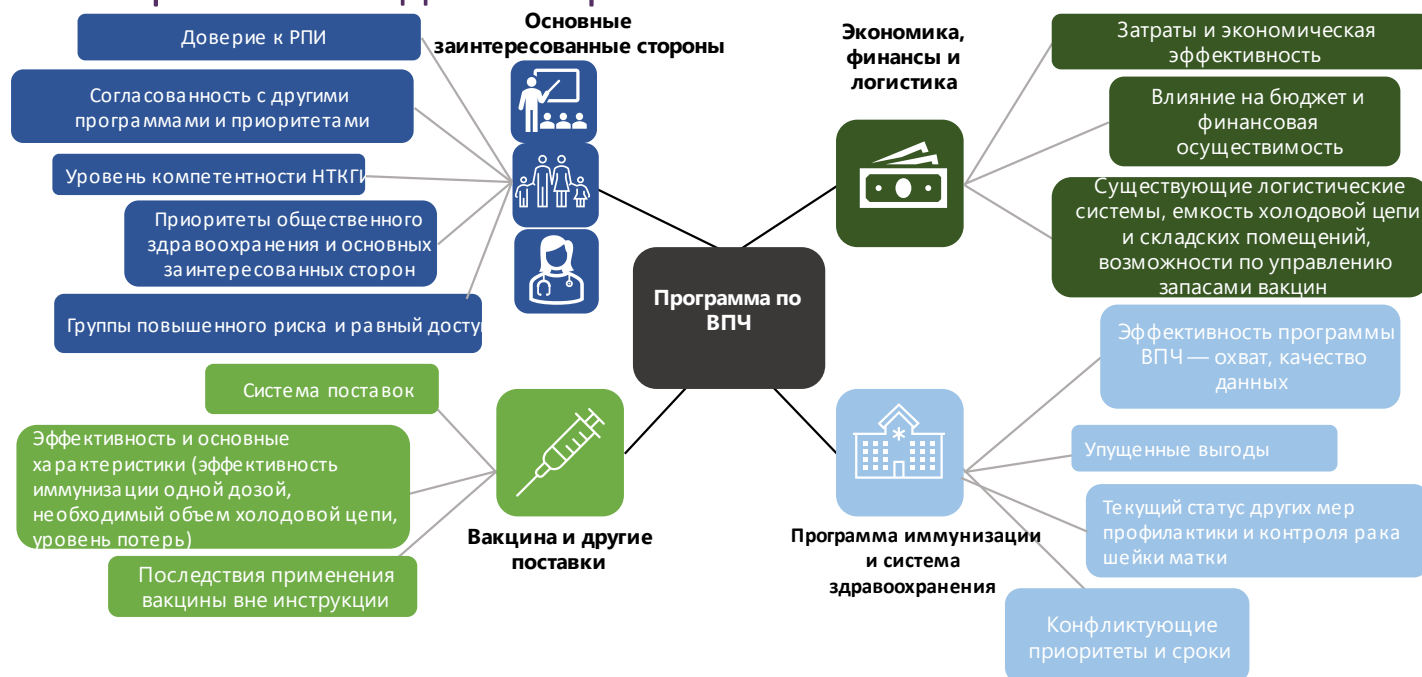 Основные
заинтересованные стороны
Доверие к РПИ
Согласованность с другими
программами и приоритетами
Уровень компетентности НТКГИ
Приоритеты общественного
здравоохранения и основных
заинтересованных сторон
Группы повышенного риска и равный доступ
Экономика,
финансы и
логистика
Затраты и экономическая
эффективность
Влияние на бюджет и
финансовая
осуществимость
Существующие логистические
системы, емкость холодовой цепи
и складских помещений,
возможности по управлению
запасами вакцин
Программа по
ВПЧ
Система поставок
Эффективность и основные
характеристики (эффективность
иммунизации одной дозой,
необходимый объем холодовой цепи,
уровень потерь)
Последствия применения
вакцины вне инструкции
Вакцина и другие
поставки
Программа иммунизации
и система
здравоохранения
Эффективность программы
ВПЧ — охват, качество
данных
Упущенные выгоды
Текущий статус других мер
профилактики и контроля рака
шейки матки
Конфликтующие
приоритеты и сроки